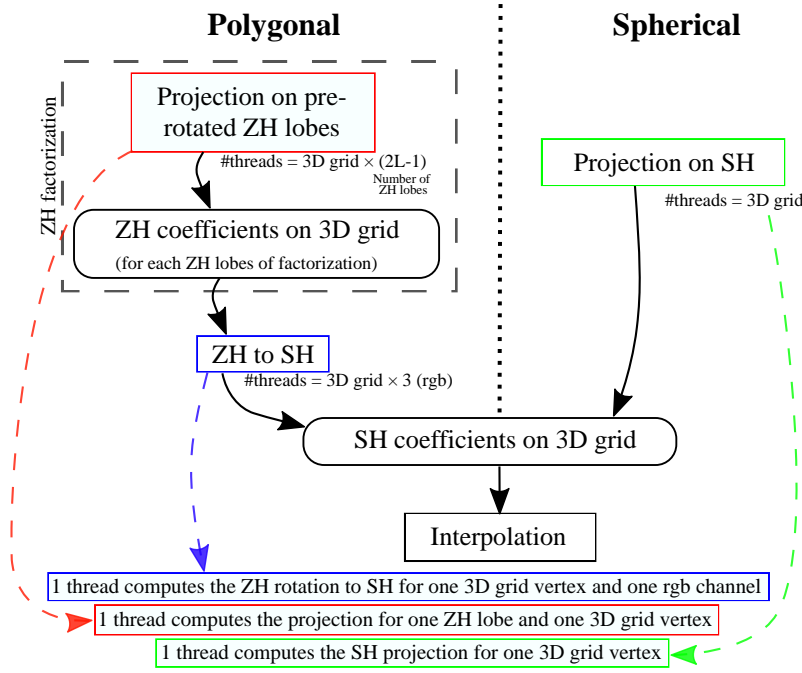 Polygonal
Spherical
ZH factorization
Projection on pre-
rotated ZH lobes
#threads = 3D grid × (2L-1)
Number of
ZH lobes
ZH coefficients on 3D grid
(for each ZH lobes of factorization)
Projection on SH
#threads = 3D grid
ZH to SH
#threads = 3D grid × 3 (rgb)
SH coefficients on 3D grid
Interpolation
1 thread computes the ZH rotation to SH for one 3D grid vertex and one rgb channel
1 thread computes the projection for one ZH lobe and one 3D grid vertex
1 thread computes the SH projection for one 3D grid vertex